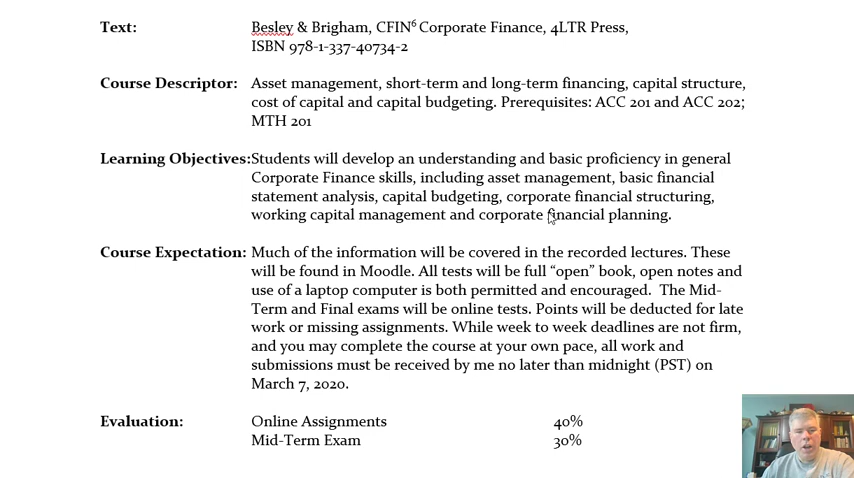 Text: Besley & Brigham, CFIN6 Corporate Finance, 4LTR Press,
ISBN 978-1-337-40734-2
Course Descriptor: Asset management, short-term and long-term financing, capital structure,
cost of capital and capital budgeting. Prerequisites: ACC 201 and ACC 202;
MTH 201
Learning Objectives:Students will develop an understanding and basic proficiency in general
Corporate Finance skills, including asset management, basic financial
statement analysis, capital budgeting, corporate financial structuring,
working capital management and corporate financial planning.
Course Expectation: Much of the information will be covered in the recorded lectures. These
will be found in Moodle. All tests will be full “open” book, open notes and
use of a laptop computer is both permitted and encouraged.  The Mid-
Term and Final exams will be online tests. Points will be deducted for late
work or missing assignments. While week to week deadlines are not firm,
and you may complete the course at your own pace, all work and
submissions must be received by me no later than midnight (PST) on
March 7, 2020.
Evaluation: Online Assignments 40%
Mid-Term Exam 30%